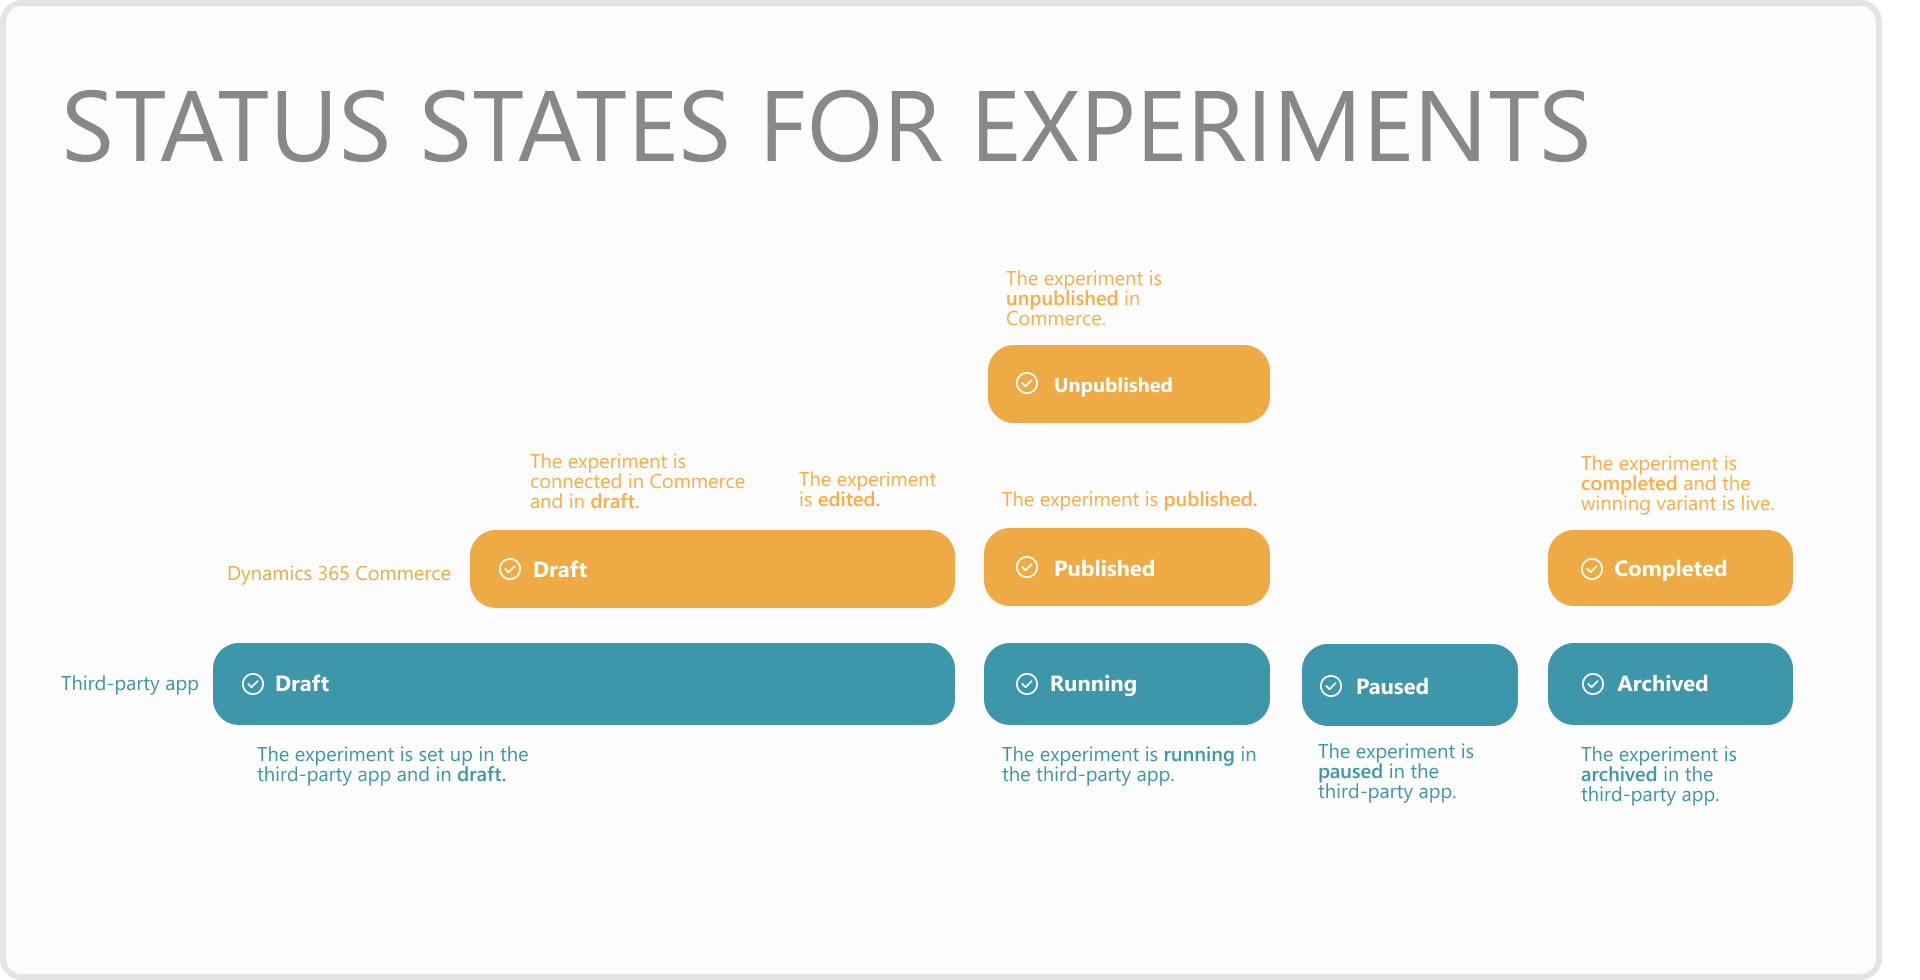 STATUS STATES FOR EXPERIMENTS
The experiment is
unpublished in
Commerce.
Unpublished
The experiment is
connected in Commerce
and in draft.
The experiment
is edited.
The experiment is published.
The experiment is
completed and the
winning variant is live.
Dynamics 365 Commerce
Draft
Published
Completed
Third-party app
Draft
Running
Paused
Archived
The experiment is set up in the
third-party app and in draft.
The experiment is running in
the third-party app.
The experiment is
paused in the
third-party app.
The experiment is
archived in the
third-party app.